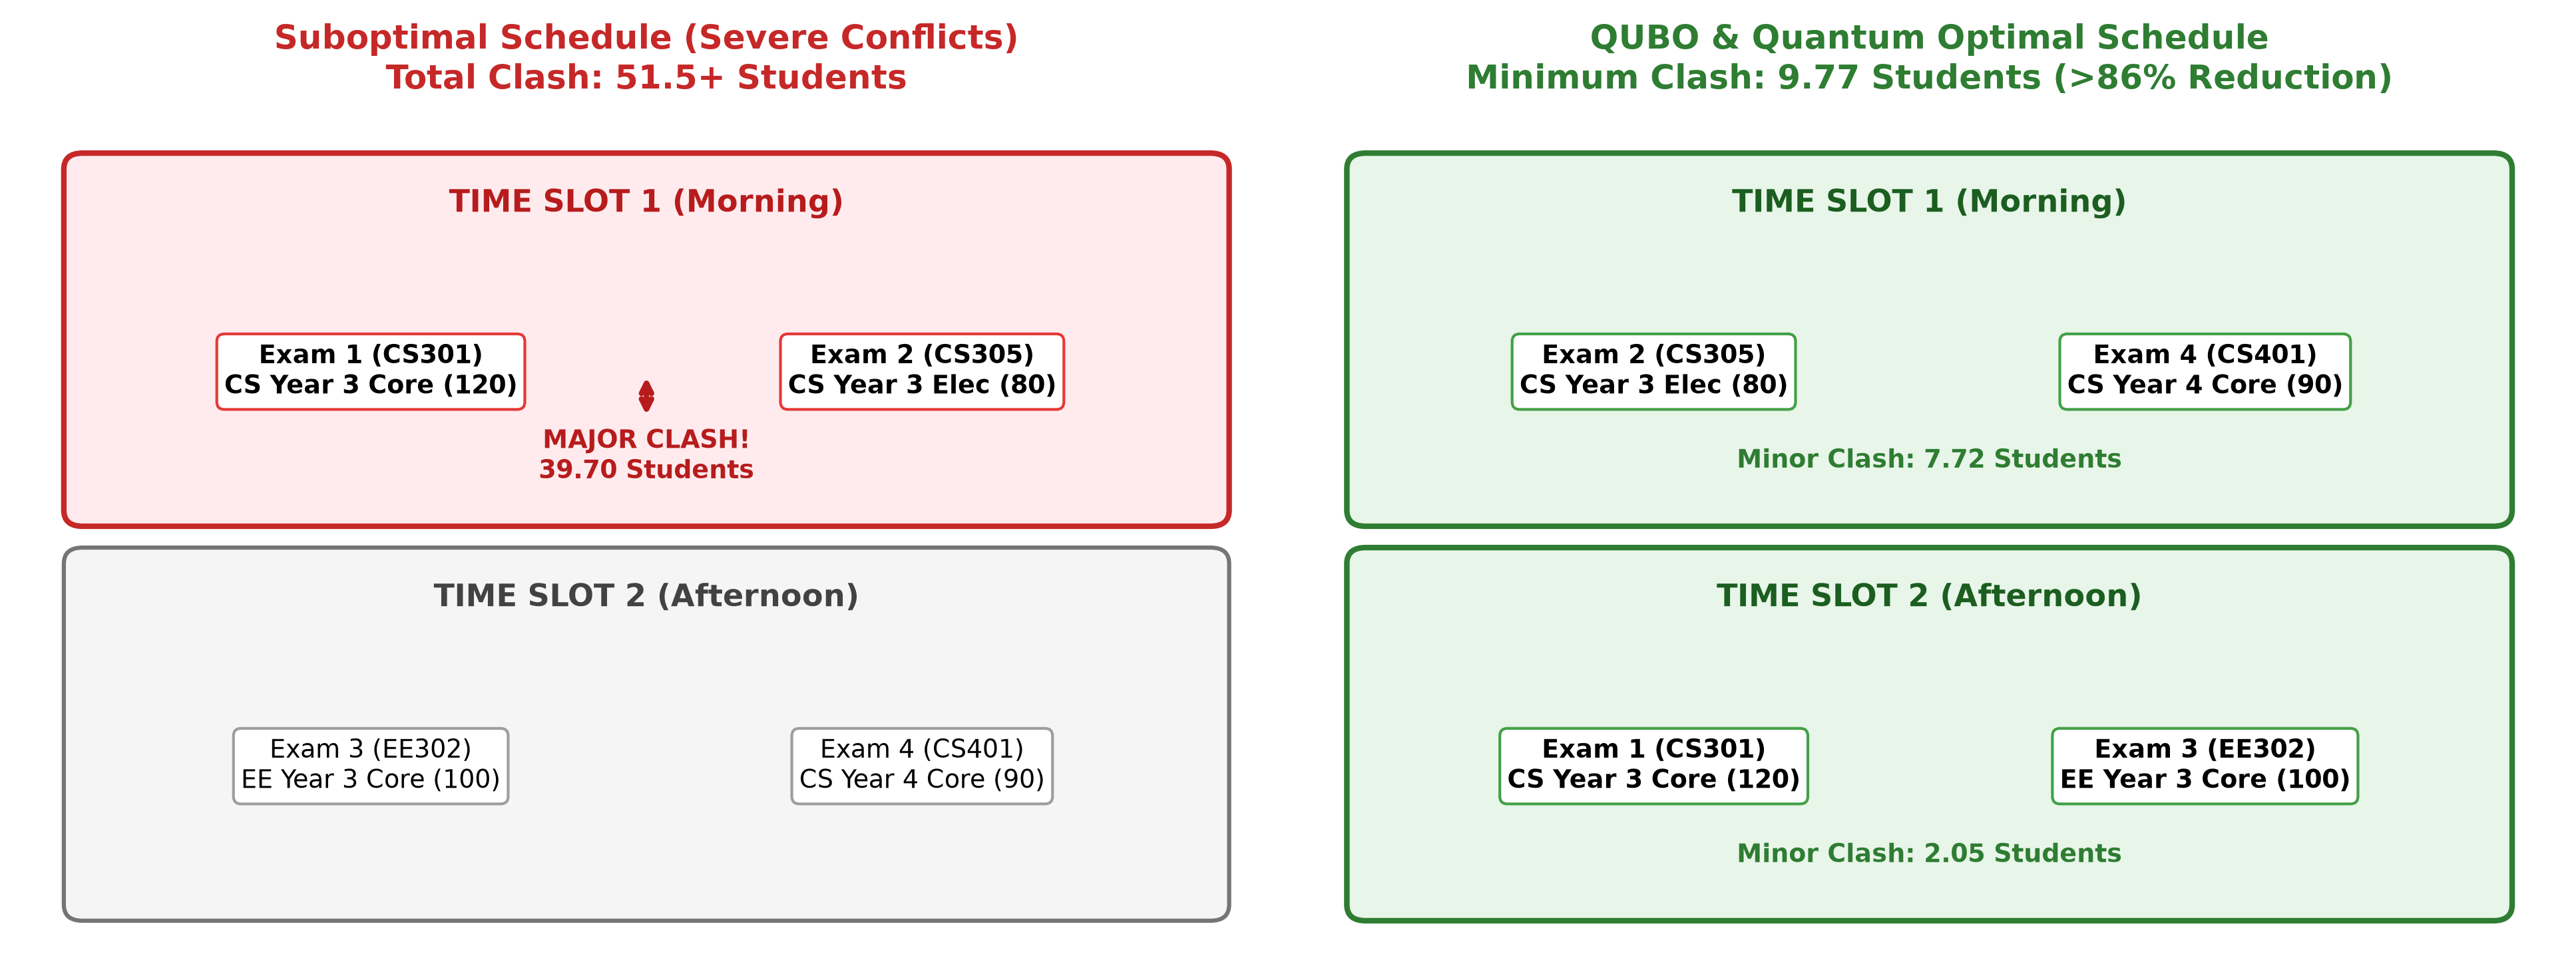 Suboptimal Schedule (Severe Conflicts)
Total Clash: 51.5+ Students
TIME SLOT 1 (Morning)
Exam 1 (CS301)
CS Year 3 Core (120)
Exam 2 (CS305)
CS Year 3 Elec (80)
MAJOR CLASH!
39.70 Students
TIME SLOT 2 (Afternoon)
Exam 3 (EE302)
EE Year 3 Core (100)
Exam 4 (CS401)
CS Year 4 Core (90)
QUBO & Quantum Optimal Schedule
Minimum Clash: 9.77 Students (>86% Reduction)
TIME SLOT 1 (Morning)
Exam 2 (CS305)
CS Year 3 Elec (80)
Exam 4 (CS401)
CS Year 4 Core (90)
Minor Clash: 7.72 Students
TIME SLOT 2 (Afternoon)
Exam 1 (CS301)
CS Year 3 Core (120)
Exam 3 (EE302)
EE Year 3 Core (100)
Minor Clash: 2.05 Students